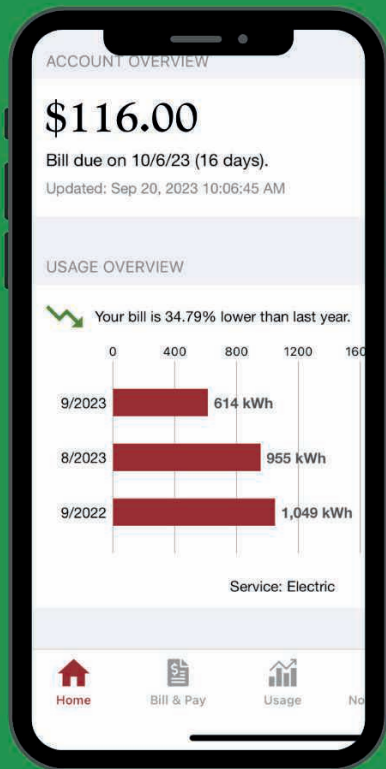 ACCOUNT OVERVIEW
$116.00
Bill due on 10/6/23 (16 days).
Updated: Sep 20, 2023 10:06:45 AM
USAGE OVERVIEW
Your bill is 34.79% lower than last year.
0 400 800 1200
9/2023 614 kWh
8/2023 955 kWh
9/2022 1,049 kWh
Service: Electric
Home Bill & Pay Usage